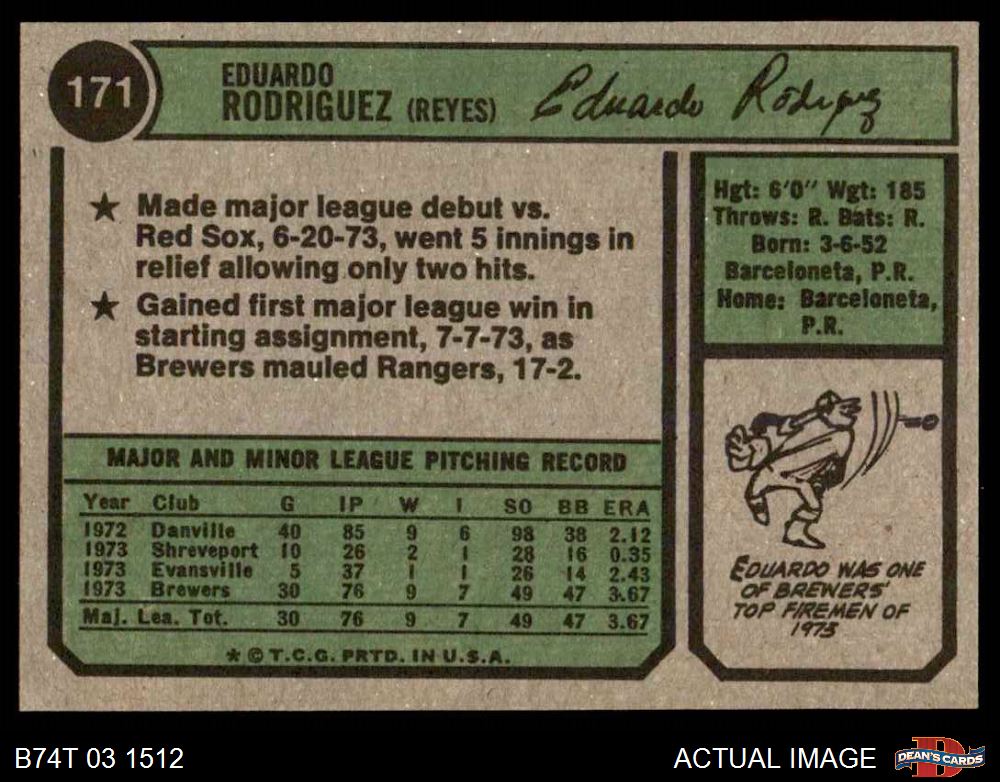 171
EDUARDO
RODRIGUEZ (REYES)
Eduardo Rodriguez
★ Made major league debut vs.
Red Sox, 6-20-73, went 5 innings in
relief allowing only two hits.
★ Gained first major league win in
starting assignment, 7-7-73, as
Brewers mauled Rangers, 17-2.
Hgt: 6'0" Wgt: 185
Throws: R. Bats: R.
Born: 3-6-52
Barceloneta, P.R.
Home: Barceloneta,
P.R.
MAJOR AND MINOR LEAGUE PITCHING RECORD
Year Club G IP W l SO BB ERA
1972 Danville 40 85 9 6 98 38 2.12
1973 Shreveport 10 26 2 1 28 16 0.35
1973 Evansville 5 37 1 1 26 14 2.43
1973 Brewers 30 76 9 7 49 47 3.67
Maj. Lea. Tot. 30 76 9 7 49 47 3.67
* © T.C.G. PRTD. IN U.S.A.
EDUARDO WAS ONE
OF BREWERS'
TOP FIREMEN OF
1973
B74T 03 1512
ACTUAL IMAGE
D
DEAN'S CARDS